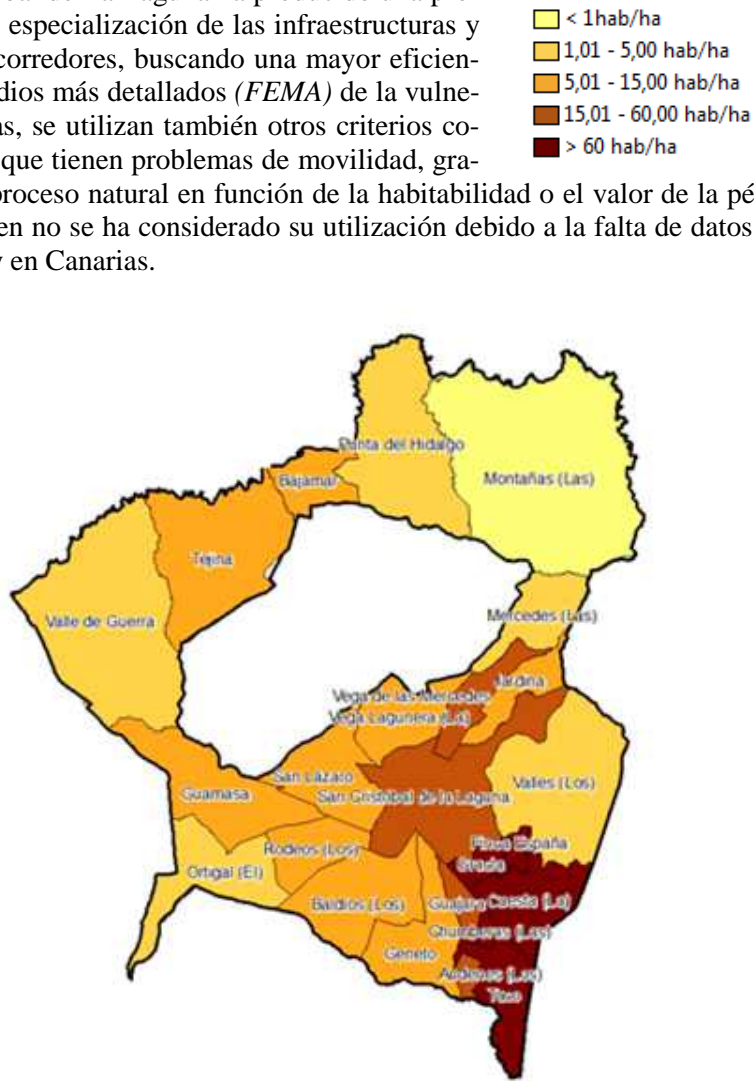 especialización de las infraestructuras y
corredores, buscando una mayor eficien-
dios más detallados (FEMA) de la vulne-
as, se utilizan también otros criterios co-
que tienen problemas de movilidad, gra-
proceso natural en función de la habitabilidad o el valor de la pé
en no se ha considerado su utilización debido a la falta de datos
y en Canarias.
< 1hab/ha
1,01 - 5,00 hab/ha
5,01 - 15,00 hab/ha
15,01 - 60,00 hab/ha
> 60 hab/ha
Punta del Hidalgo
Bajamar
Montañas (Las)
Tejina
Valle de Guerra
Mercedes (Las)
Jardina
Vega de las Mercedes
Vega Lagunera (La)
San Lázaro
Valles (Los)
Guamasa
San Cristobal de la Laguna
Finca España
Rodeos (Los)
Gracia
Ortigal (El)
Baldios (Los)
Guajara
Cuesta (La)
Chumberas (Las)
Geneto
Andenes (Los)
Taco